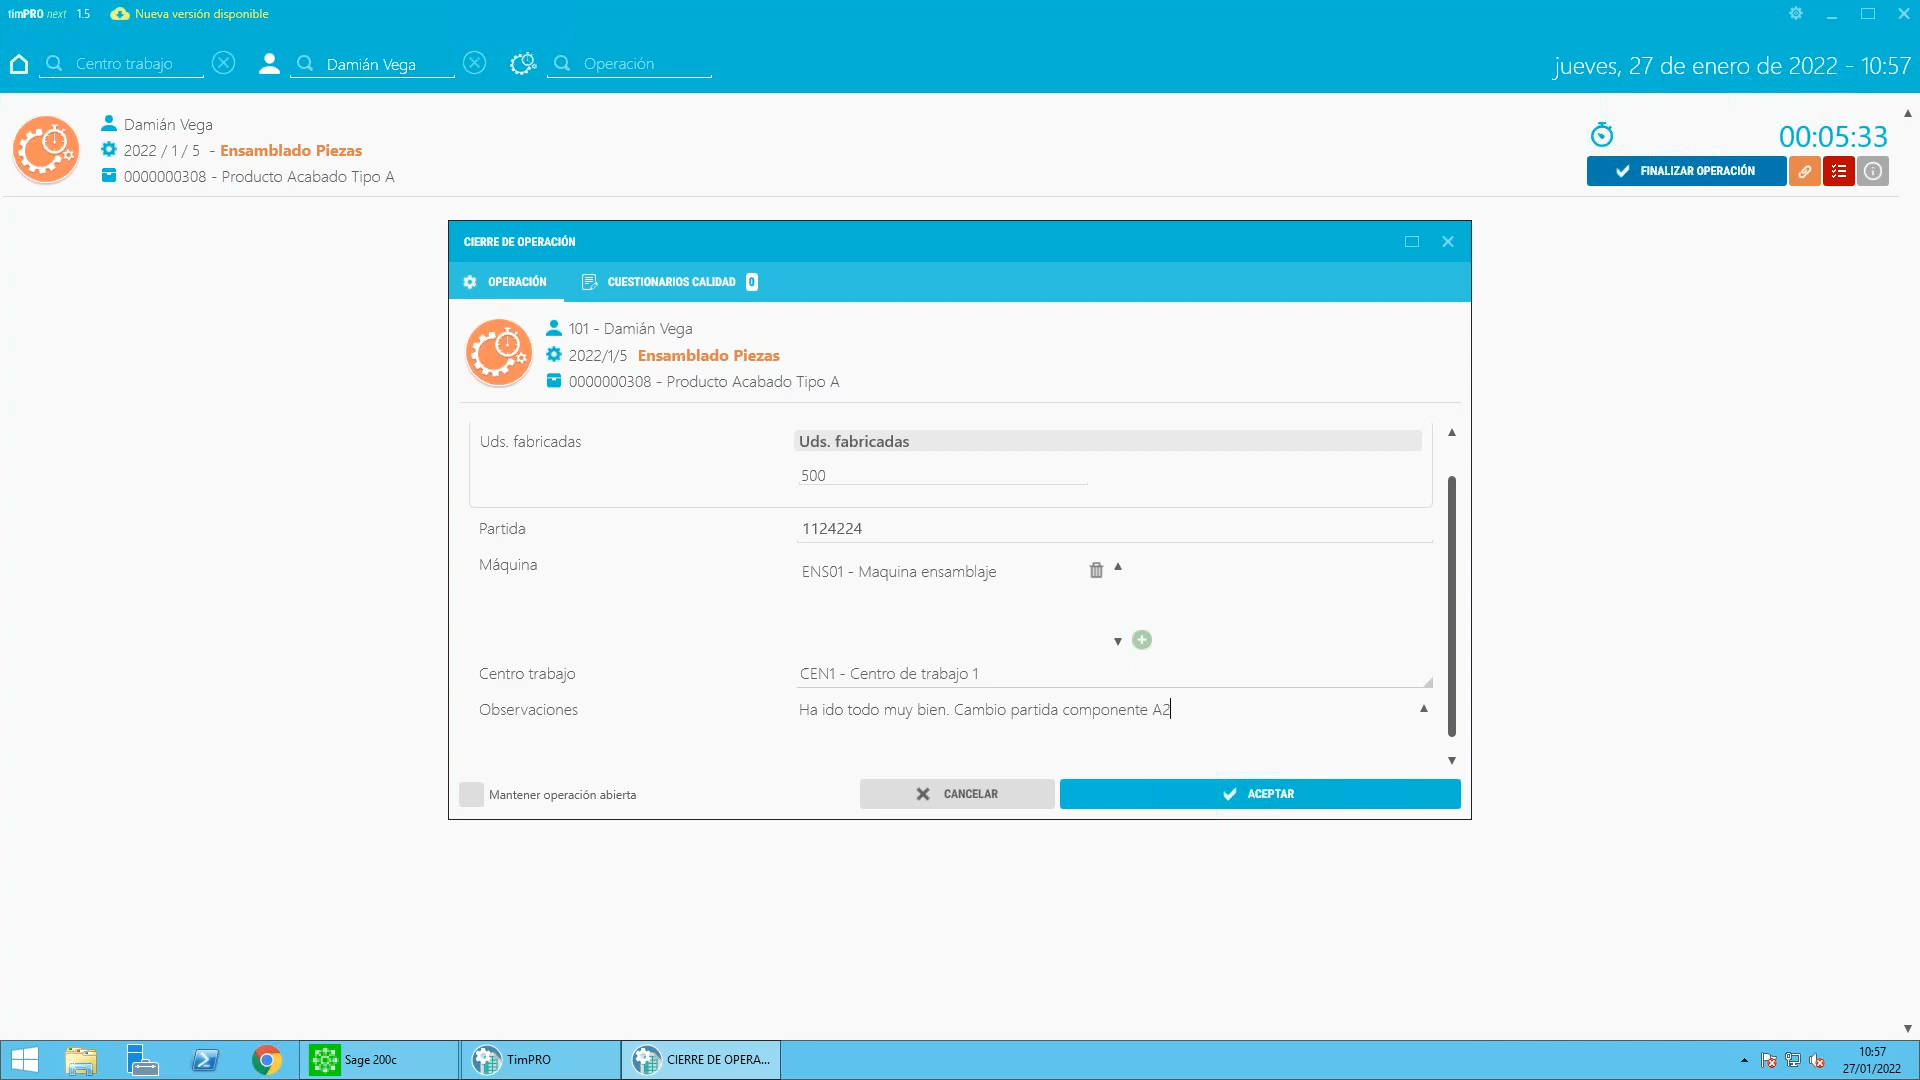 timPRO next 1.5 Nueva versión disponible
Centro trabajo Damián Vega Operación jueves, 27 de enero de 2022 - 10:57
Damián Vega
2022 / 1 / 5 - Ensamblado Piezas
0000000308 - Producto Acabado Tipo A
00:05:33
FINALIZAR OPERACIÓN
CIERRE DE OPERACIÓN
OPERACIÓN CUESTIONARIOS CALIDAD 0
101 - Damián Vega
2022/1/5 Ensamblado Piezas
0000000308 - Producto Acabado Tipo A
Uds. fabricadas Uds. fabricadas
500
Partida 1124224
Máquina ENS01 - Maquina ensamblaje
Centro trabajo CEN1 - Centro de trabajo 1
Observaciones Ha ido todo muy bien. Cambio partida componente A2
Mantener operación abierta CANCELAR ACEPTAR
Sage 200c TimPRO CIERRE DE OPERA...
10:57
27/01/2022